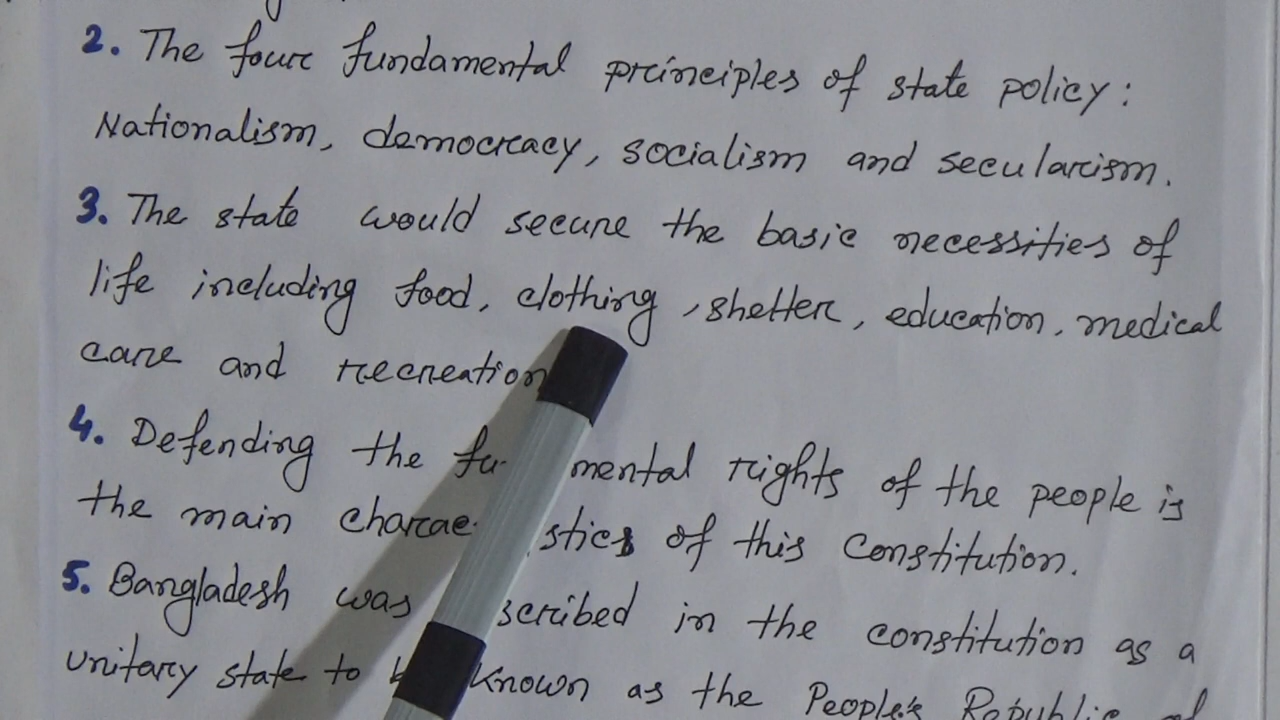 2. The four fundamental principles of state policy:
Nationalism, democracy, socialism and secularism.
3. The state would secure the basic necessities of
life including food, clothing, shelter, education, medical
care and recreation
4. Defending the mental rights of the people is
the main of this Constitution.
5. Bangladesh was scribed in the constitution as a
unitary state to known as the People's Republic of